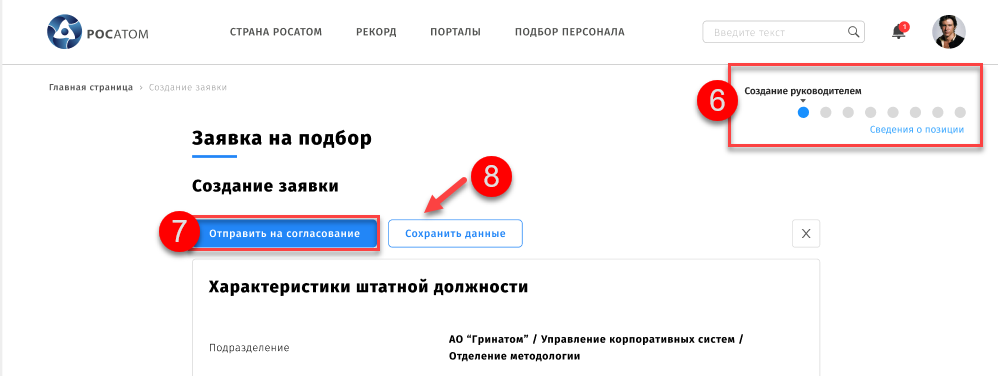 РОСАТОМ
СТРАНА РОСАТОМ РЕКОРД ПОРТАЛЫ ПОДБОР ПЕРСОНАЛА
Введите текст
1
Главная страница › Создание заявки
6
Создание руководителем
Сведения о позиции
Заявка на подбор
Создание заявки
8
7
Отправить на согласование
Сохранить данные
X
Характеристики штатной должности
Подразделение
АО “Гринатом” / Управление корпоративных систем /
Отделение методологии